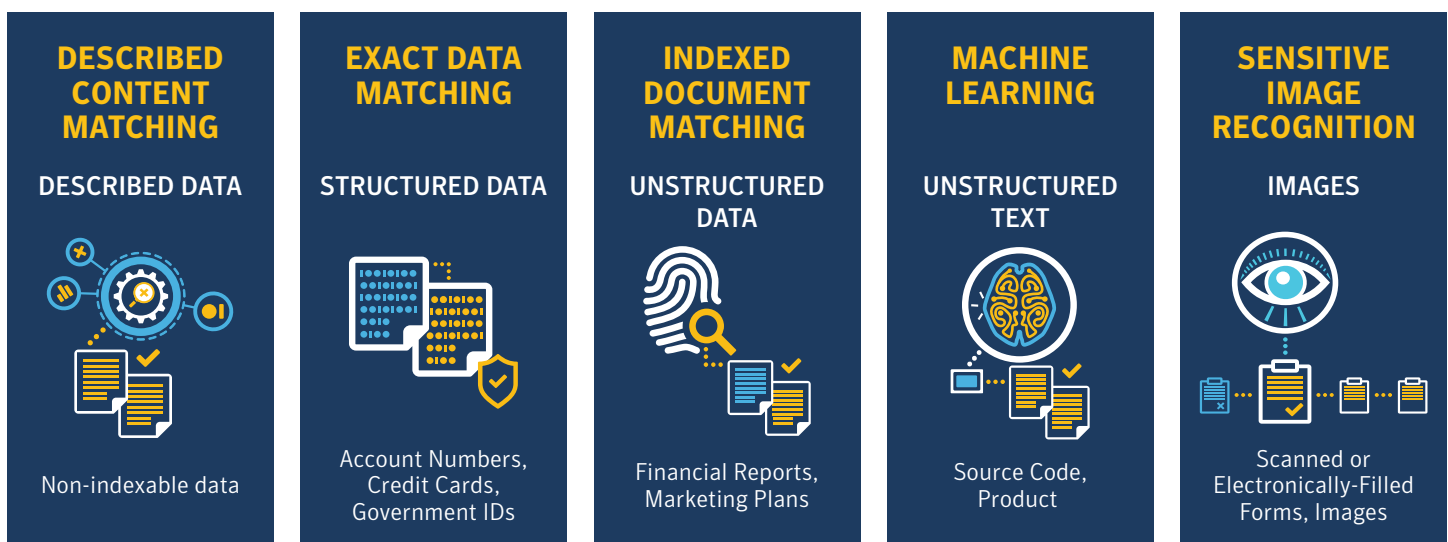 DESCRIBED
CONTENT
MATCHING
DESCRIBED DATA
Non-indexable data
EXACT DATA
MATCHING
STRUCTURED DATA
Account Numbers,
Credit Cards,
Government IDs
INDEXED
DOCUMENT
MATCHING
UNSTRUCTURED
DATA
Financial Reports,
Marketing Plans
MACHINE
LEARNING
UNSTRUCTURED
TEXT
Source Code,
Product
SENSITIVE
IMAGE
RECOGNITION
IMAGES
Scanned or
Electronically-Filled
Forms, Images